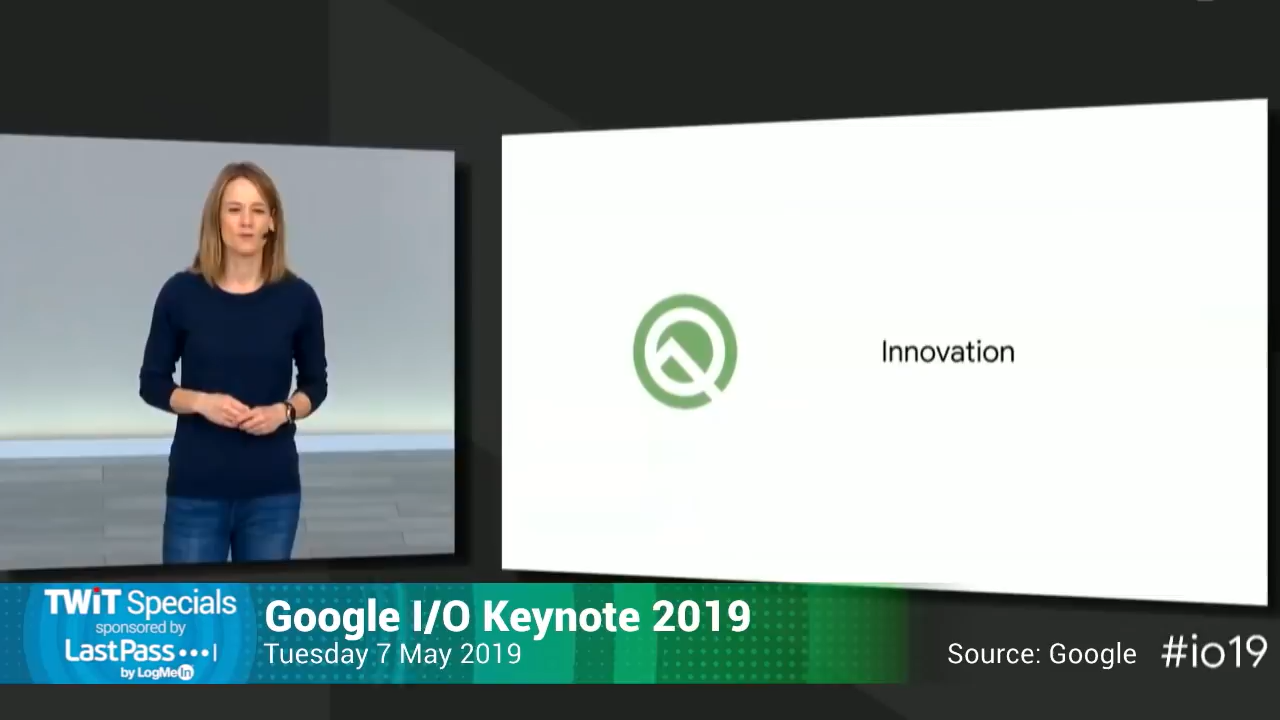 Innovation
TWiT Specials
sponsored by
LastPass •••|
by LogMeIn
Google I/O Keynote 2019
Tuesday 7 May 2019
Source: Google
#io19